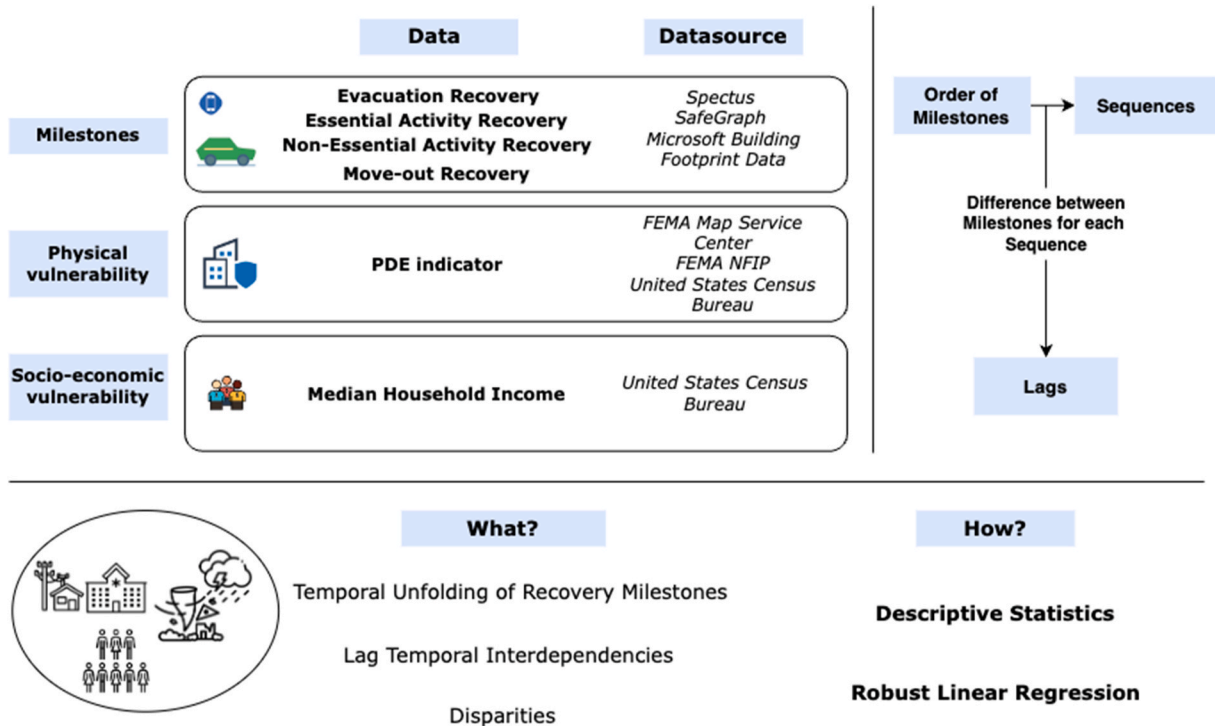 Data
Datasource
Milestones
Evacuation Recovery
Essential Activity Recovery
Non-Essential Activity Recovery
Move-out Recovery
Spectus
SafeGraph
Microsoft Building
Footprint Data
Physical
vulnerability
PDE indicator
FEMA Map Service
Center
FEMA NFIP
United States Census
Bureau
Socio-economic
vulnerability
Median Household Income
United States Census
Bureau
Order of
Milestones
Sequences
Difference between
Milestones for each
Sequence
Lags
What?
Temporal Unfolding of Recovery Milestones
Lag Temporal Interdependencies
Disparities
How?
Descriptive Statistics
Robust Linear Regression